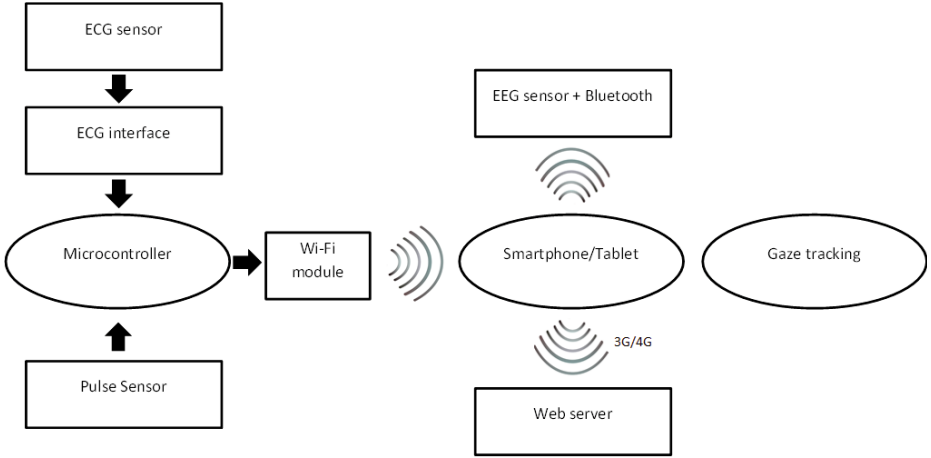 ECG sensor
ECG interface
Microcontroller
Pulse Sensor
Wi-Fi
module
EEG sensor + Bluetooth
Smartphone/Tablet
3G/4G
Web server
Gaze tracking